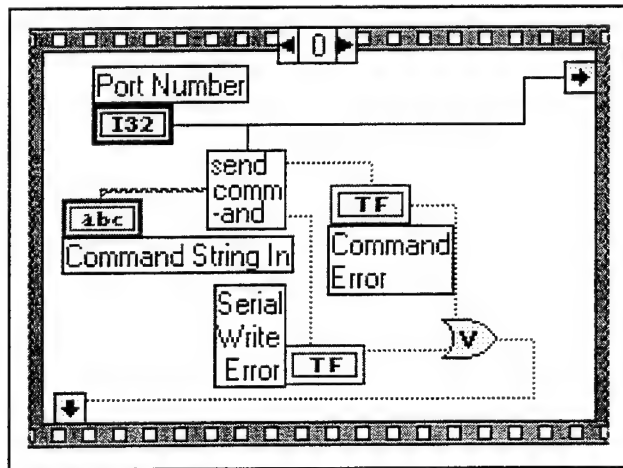 0
Port Number
I32
send
comm
-and
abc
TF
Command String In
Command
Error
Serial
Write
Error
TF
V